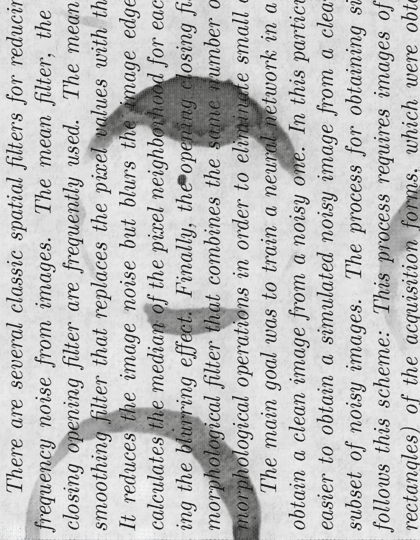 There are several classic spatial filters for reducin
frequency noise from images. The mean filter, the
closing opening filter are frequently used. The mean
smoothing filter that replaces the pixel values with th
It reduces the image noise but blurs the image edge
calculates the median of the pixel neighborhood for eac
ing the blurring effect. Finally, the opening closing fi
morphological filter that combines the same number o
morphological operations in order to eliminate small
The main goal was to train a neural network in a
obtain a clean image from a noisy one. In this partic
easier to obtain a simulated noisy image from a clea
subset of noisy images. The process for obtaining si
follows this scheme: This process requires images of
rectangles) of the acquisition forms, which were obt